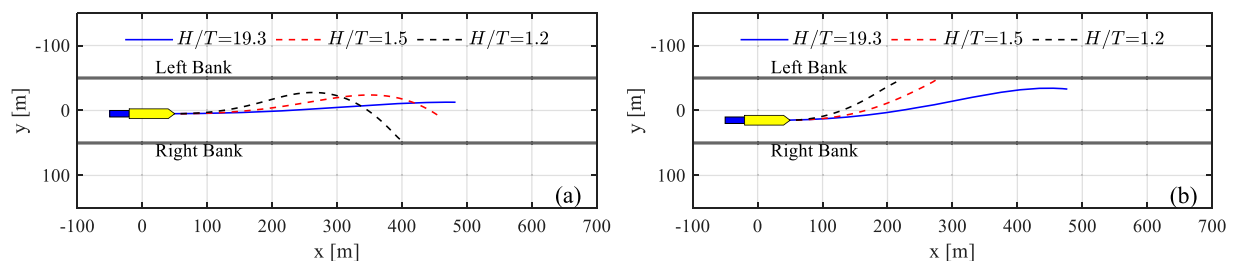 -100
0
100
y [m]
H/T=19.3 H/T=1.5 H/T=1.2
Left Bank
Right Bank
(a)
-100 0 100 200 300 400 500 600 700
x [m]
-100
0
100
y [m]
H/T=19.3 H/T=1.5 H/T=1.2
Left Bank
Right Bank
(b)
-100 0 100 200 300 400 500 600 700
x [m]